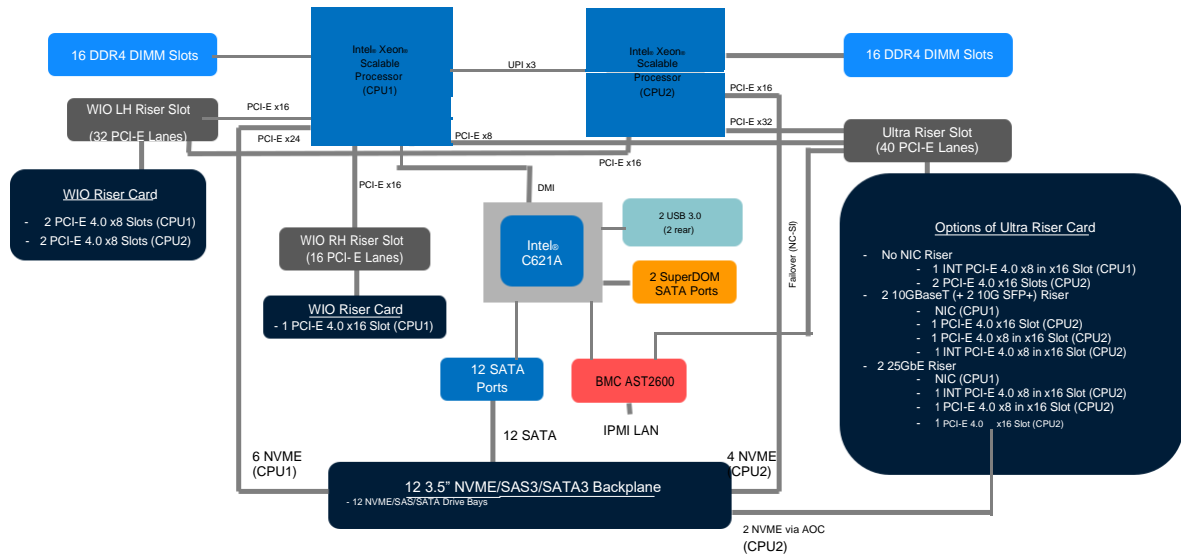 16 DDR4 DIMM Slots
Intel® Xeon®
Scalable
Processor
(CPU1)
UPI x3
Intel® Xeon®
Scalable
Processor
(CPU2)
16 DDR4 DIMM Slots
WIO LH Riser Slot
(32 PCI-E Lanes)
PCI-E x16
PCI-E x24
PCI-E x8
PCI-E x16
PCI-E x16
PCI-E x32
Ultra Riser Slot
(40 PCI-E Lanes)
PCI-E x16
DMI
WIO Riser Card
- 2 PCI-E 4.0 x8 Slots (CPU1)
- 2 PCI-E 4.0 x8 Slots (CPU2)
WIO RH Riser Slot
(16 PCI- E Lanes)
WIO Riser Card
- 1 PCI-E 4.0 x16 Slot (CPU1)
Intel®
C621A
2 USB 3.0
(2 rear)
2 SuperDOM
SATA Ports
Failover (NC-SI)
12 SATA
Ports
BMC AST2600
12 SATA
IPMI LAN
Options of Ultra Riser Card
- No NIC Riser
- 1 INT PCI-E 4.0 x8 in x16 Slot (CPU1)
- 2 PCI-E 4.0 x16 Slots (CPU2)
- 2 10GBaseT (+ 2 10G SFP+) Riser
- NIC (CPU1)
- 1 PCI-E 4.0 x16 Slot (CPU2)
- 1 PCI-E 4.0 x8 in x16 Slot (CPU2)
- 1 INT PCI-E 4.0 x8 in x16 Slot (CPU2)
- 2 25GbE Riser
- NIC (CPU1)
- 1 INT PCI-E 4.0 x8 in x16 Slot (CPU2)
- 1 PCI-E 4.0 x8 in x16 Slot (CPU2)
- 1 PCI-E 4.0 x16 Slot (CPU2)
6 NVME
(CPU1)
4 NVME
(CPU2)
12 3.5” NVME/SAS3/SATA3 Backplane
- 12 NVME/SAS/SATA Drive Bays
2 NVME via AOC
(CPU2)